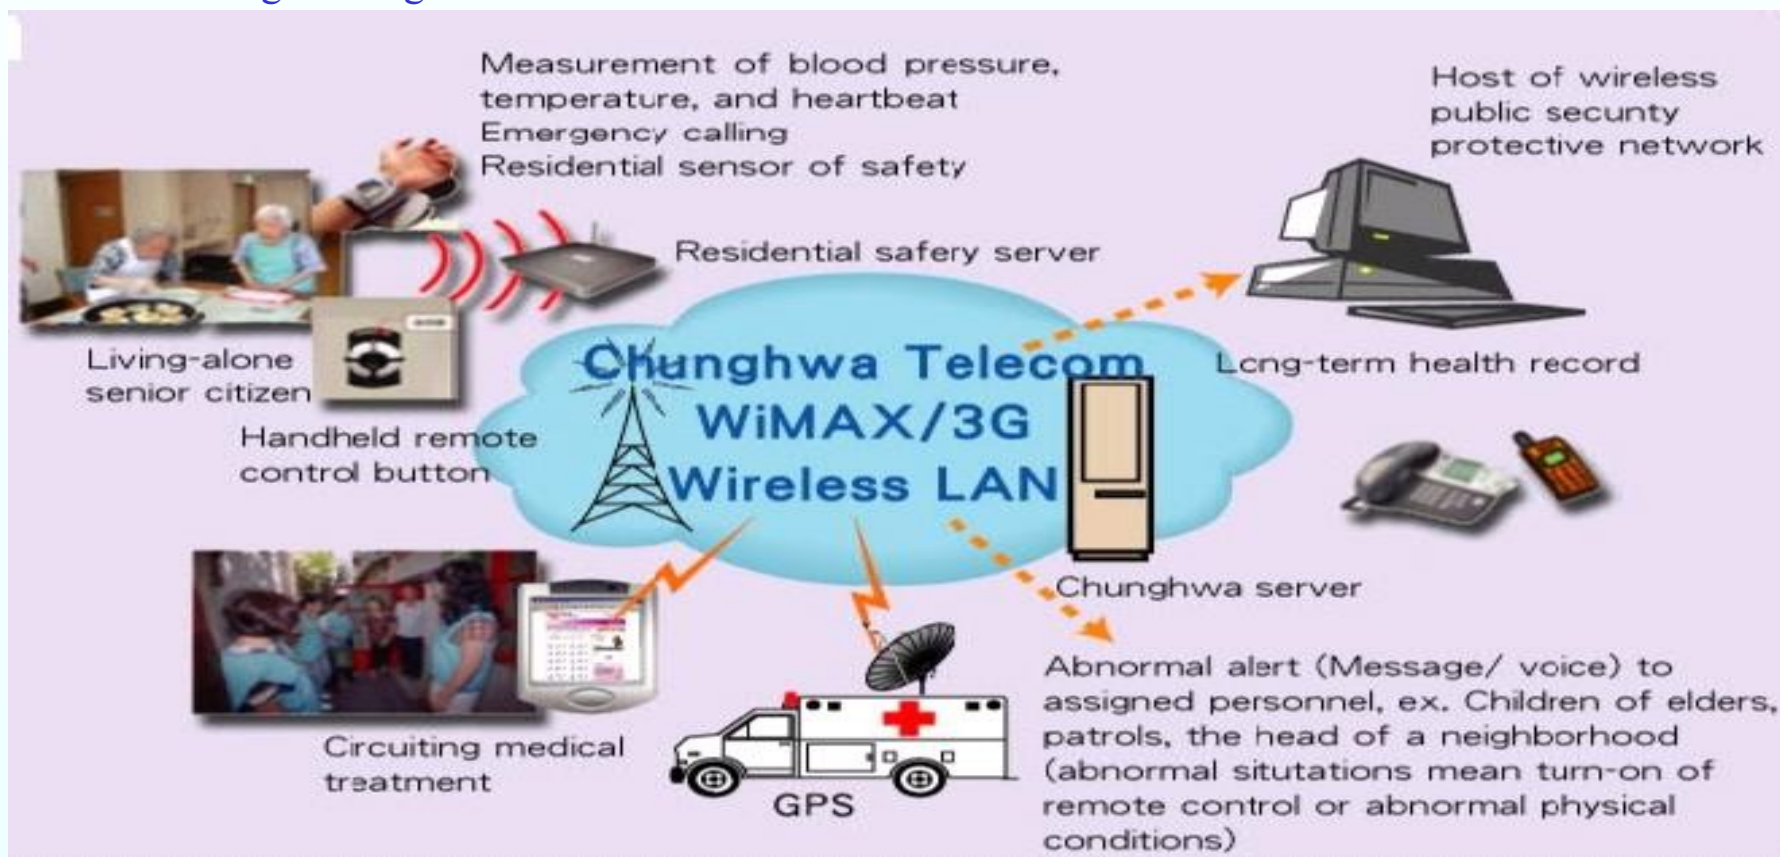 Measurement of blood pressure,
temperature, and heartbeat
Emergency calling
Residential sensor of safety
Host of wireless
public secunty
protective network
Residential safery server
Living-alone
senior citizen
Handheld remote
control button
Chunghwa Telecom
WiMAX/3G
Wireless LAN
Long-term health record
Chunghwa server
Circuiting medical
treatment
GPS
Abnormal alert (Message/ voice) to
assigned personnel, ex. Children of elders,
patrols, the head of a neighborhood
(abnormal situtations mean turn-on of
remote control or abnormal physical
conditions)